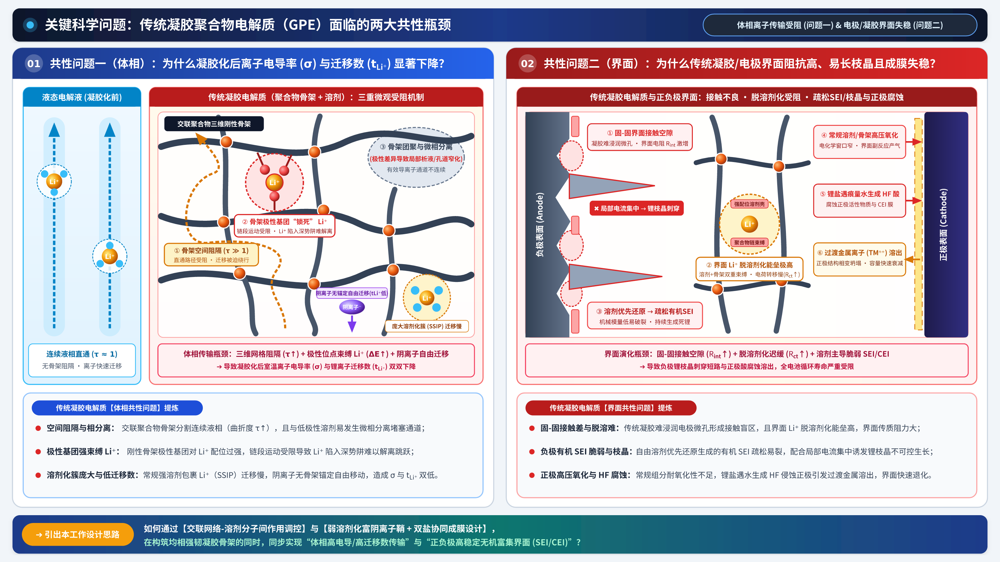 关键科学问题：传统凝胶聚合物电解质（GPE）面临的两大共性瓶颈
体相离子传输受阻 (问题一) & 电极/凝胶界面失稳 (问题二)
01 共性问题一（体相）：为什么凝胶化后离子电导率 (σ) 与迁移数 (tLi⁺) 显著下降？
液态电解液 (凝胶化前)
Li⁺
Li⁺
连续液相直通 (τ ≈ 1)
无骨架阻隔 · 离子快速迁移
传统凝胶电解质（聚合物骨架 + 溶剂）：三重微观受阻机制
交联聚合物三维刚性骨架
③ 骨架团聚与微相分离
(极性差异导致局部析液/孔道窄化)
有效导离子通道不连续
Li⁺
② 骨架极性基团“锁死” Li⁺
链段运动受限 · Li⁺ 陷入深势阱难解离
① 骨架空间阻隔 (τ ≫ 1)
直通路径受阻 · 迁移被迫绕行
阴离子无锚定自由迁移(tLi⁺低)
阴离子⁻
Li⁺
庞大溶剂化簇 (SSIP) 迁移慢
体相传输瓶颈：三维网格阻隔 (τ↑) + 极性位点束缚 Li⁺ (ΔE↑) + 阴离子自由迁移
→ 导致凝胶化后室温离子电导率 (σ) 与锂离子迁移数 (tLi⁺) 双双下降
传统凝胶电解质【体相共性问题】提炼
空间阻隔与相分离： 交联聚合物骨架分割连续液相（曲折度 τ↑），且与低极性溶剂易发生微相分离堵塞通道；
极性基团强束缚 Li⁺： 刚性骨架极性基团对 Li⁺ 配位过强，链段运动受限导致 Li⁺ 陷入深势阱难以解离跳跃；
溶剂化簇庞大与低迁移数：常规强溶剂包裹 Li⁺（SSIP）迁移慢，阴离子无骨架锚定自由移动，造成 σ 与 tLi⁺ 双低。
02 共性问题二（界面）：为什么传统凝胶/电极界面阻抗高、易长枝晶且成膜失稳？
传统凝胶电解质与正负极界面：接触不良 · 脱溶剂化受阻 · 疏松SEI/枝晶与正极腐蚀
负极表面 (Anode)
① 固-固界面接触空隙
凝胶难浸润微孔 · 界面电阻 Rint 激增
✖ 局部电流集中 → 锂枝晶刺穿
③ 溶剂优先还原 → 疏松有机SEI
机械模量低易破裂 · 持续生成死锂
强配位溶剂壳
Li⁺
聚合物链束缚
② 界面 Li⁺ 脱溶剂化能垒极高
溶剂+骨架双重束缚 · 电荷转移慢(Rct↑)
④ 常规溶剂/骨架高压氧化
电化学窗口窄 · 界面副反应产气
⑤ 锂盐遇痕量水生成 HF 酸
腐蚀正极活性物质与 CEI 膜
⑥ 过渡金属离子 (TMⁿ⁺) 溶出
正极结构相变坍塌 · 容量快速衰减
正极表面 (Cathode)
界面演化瓶颈：固-固接触空隙 (Rint↑) + 脱溶剂化迟缓 (Rct↑) + 溶剂主导脆弱 SEI/CEI
→ 导致负极锂枝晶刺穿短路与正极酸腐蚀溶出，全电池循环寿命严重受限
传统凝胶电解质【界面共性问题】提炼
固-固接触差与脱溶难：传统凝胶难浸润电极微孔形成接触盲区，且界面 Li⁺ 脱溶剂化能垒高，界面传质阻力大；
负极有机 SEI 脆弱与枝晶：自由溶剂优先还原生成的有机 SEI 疏松易裂，配合局部电流集中诱发锂枝晶不可控生长；
正极高压氧化与 HF 腐蚀：常规组分耐氧化性不足，锂盐遇水生成 HF 侵蚀正极引发过渡金属溶出，界面快速退化。
→ 引出本工作设计思路
如何通过【交联网络-溶剂分子间作用调控】与【弱溶剂化富阴离子鞘 + 双盐协同成膜设计】，
在构筑均相强韧凝胶骨架的同时，同步实现“体相高电导/高迁移数传输”与“正负极高稳定无机富集界面 (SEI/CEI)”？